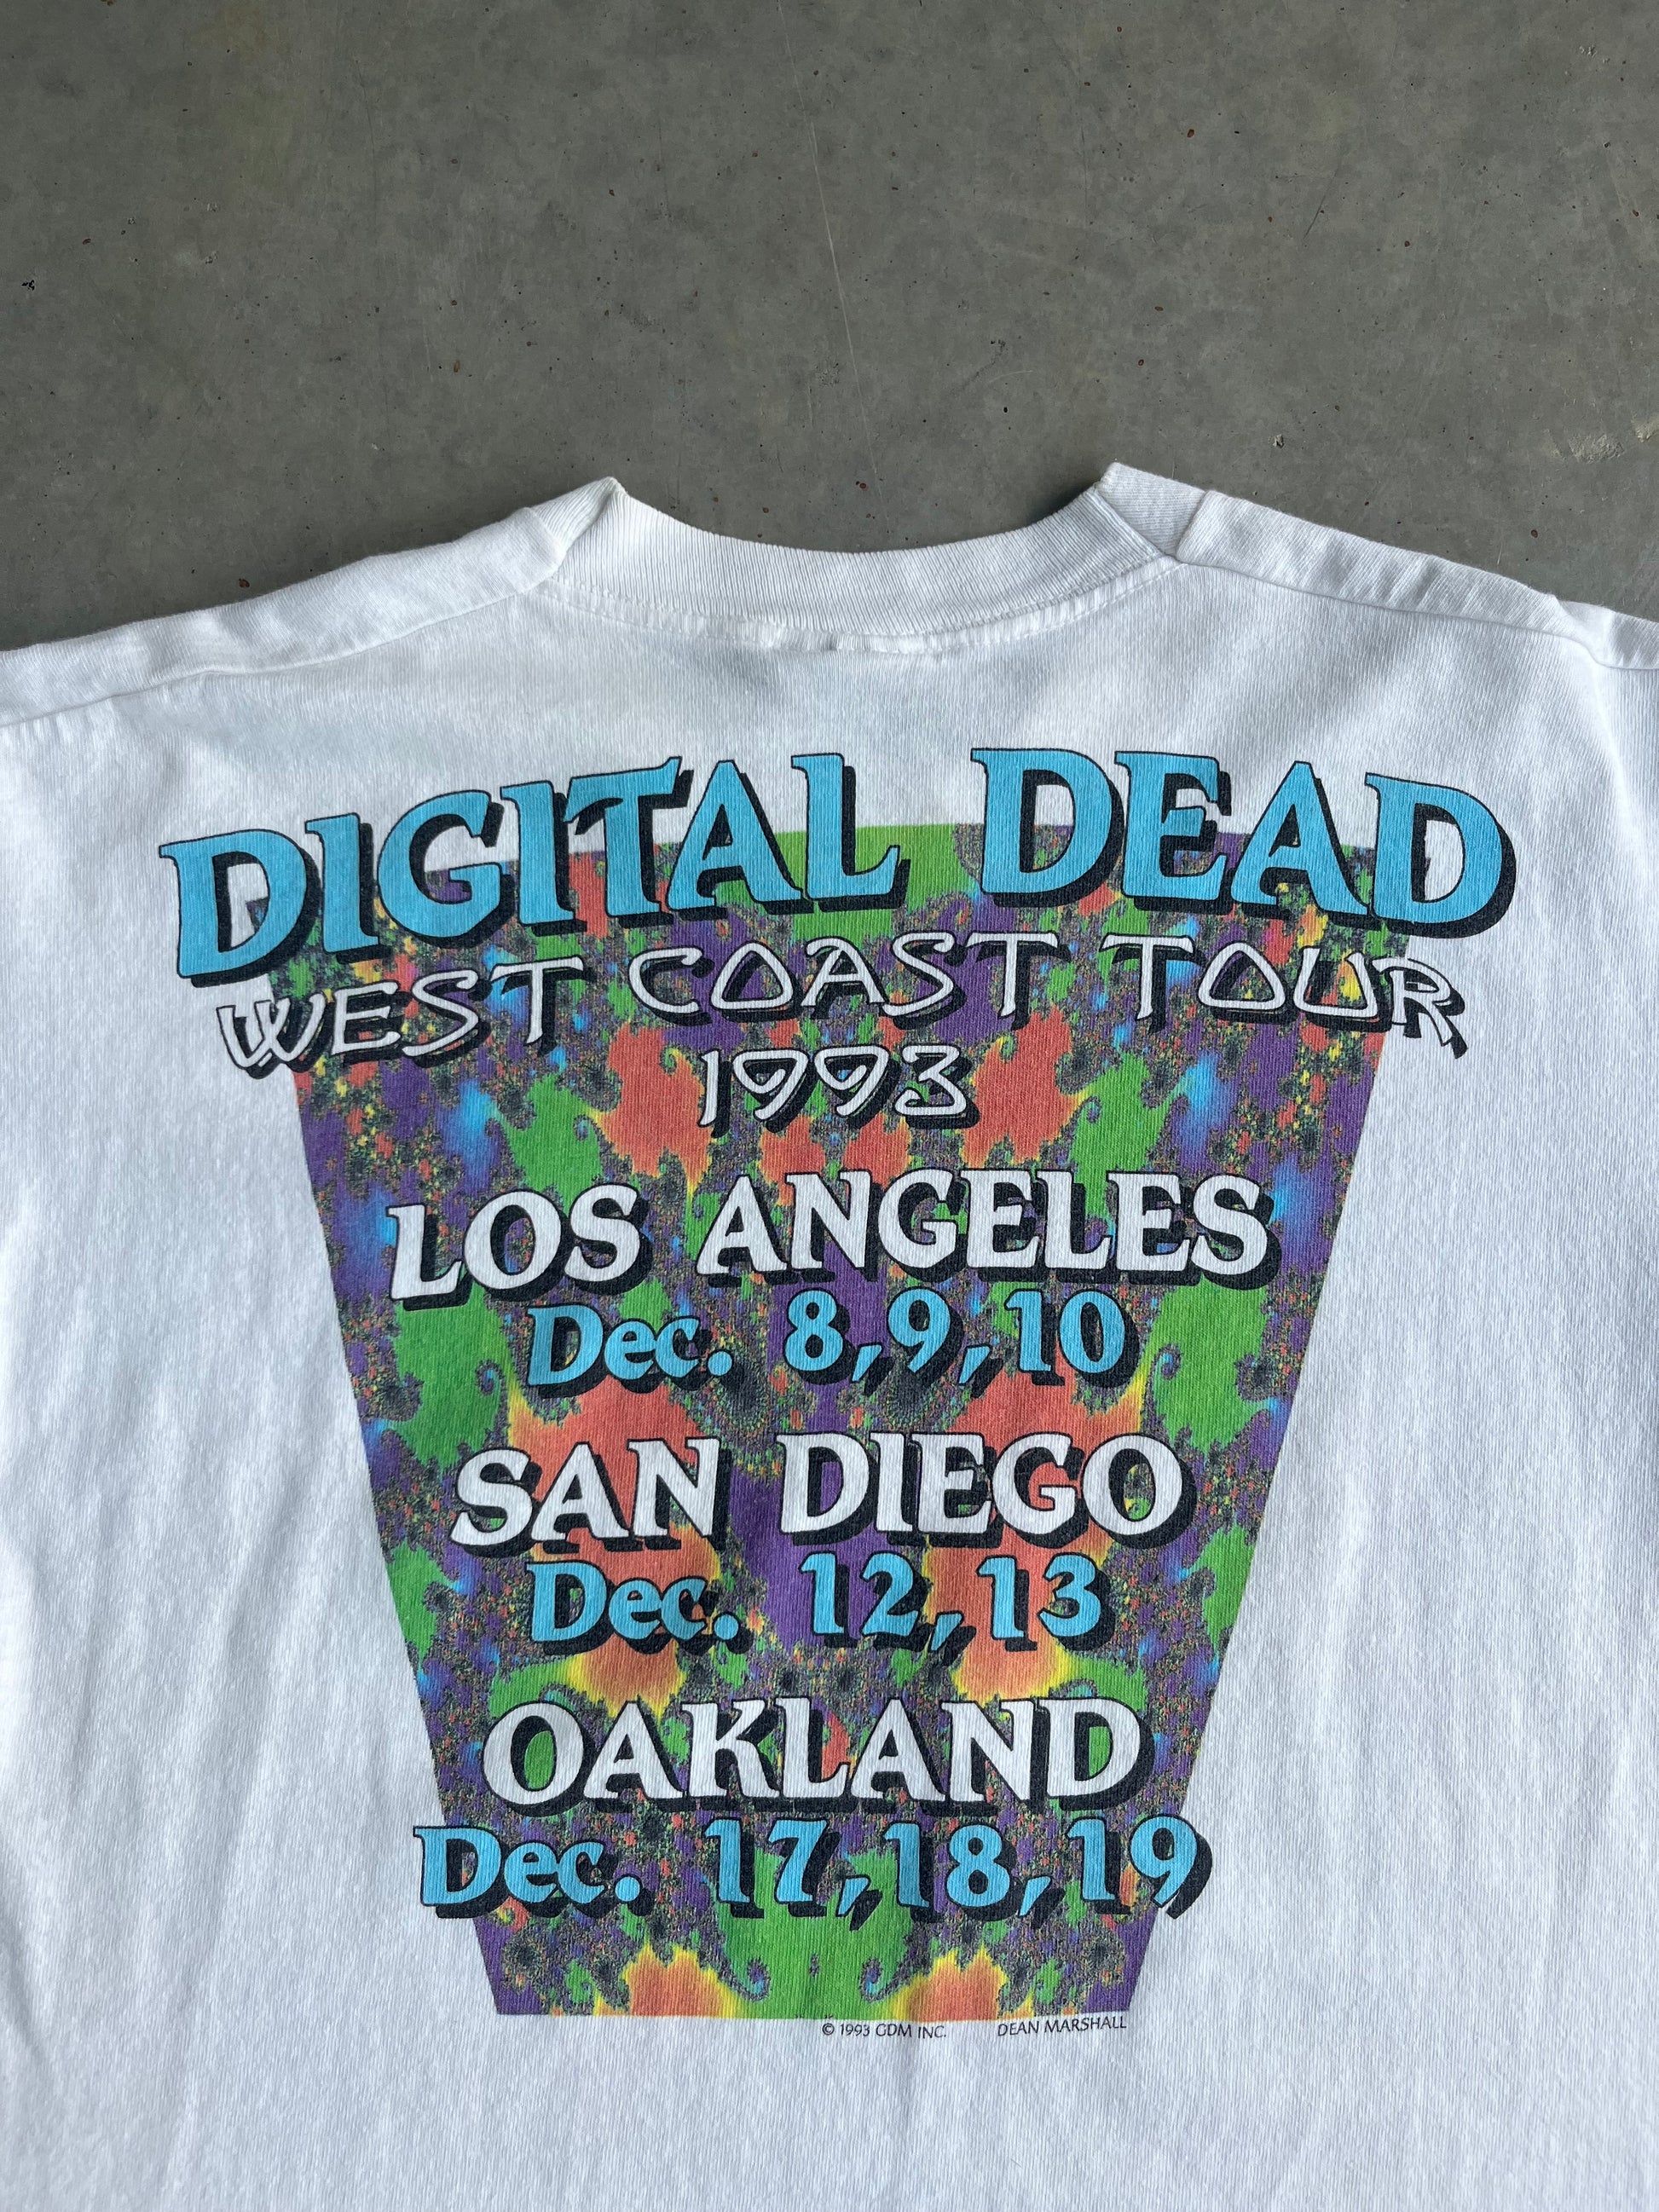 DIGITAL DEAD
WEST COAST TOUR
1993
LOS ANGELES
Dec. 8,9,10
SAN DIEGO
Dec. 12,13
OAKLAND
Dec. 17,18,19
© 1993 GDM INC. DEAN MARSHALL